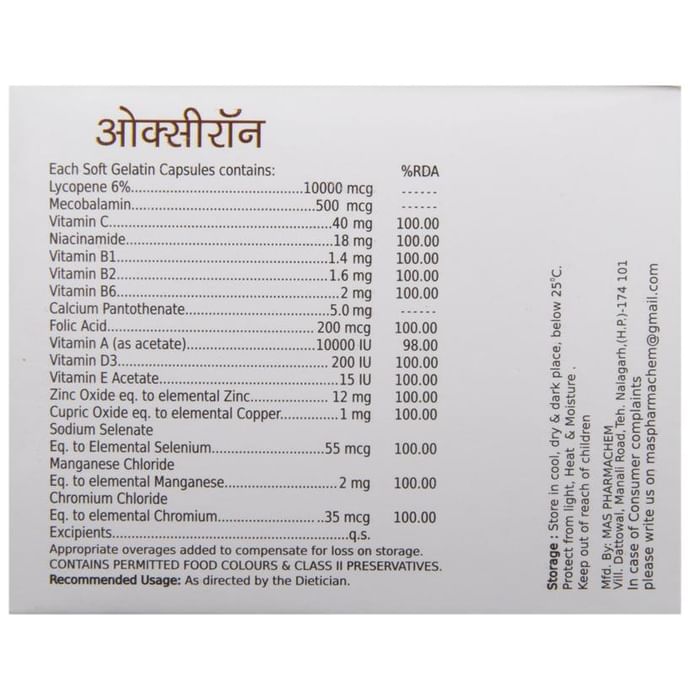 ओक्सीरॉन
Each Soft Gelatin Capsules contains: %RDA
Lycopene 6%..............................10000 mcg ------
Mecobalamin...................................500 mcg ------
Vitamin C..........................................40 mg 100.00
Niacinamide.....................................18 mg 100.00
Vitamin B1......................................1.4 mg 100.00
Vitamin B2......................................1.6 mg 100.00
Vitamin B6.........................................2 mg 100.00
Calcium Pantothenate..........................5.0 mg ------
Folic Acid.....................................200 mcg 100.00
Vitamin A (as acetate).......................10000 IU 98.00
Vitamin D3......................................200 IU 100.00
Vitamin E Acetate................................15 IU 100.00
Zinc Oxide eq. to elemental Zinc................ 12 mg 100.00
Cupric Oxide eq. to elemental Copper............1 mg 100.00
Sodium Selenate
Eq. to Elemental Selenium.......................55 mcg 100.00
Manganese Chloride
Eq. to elemental Manganese.......................2 mg 100.00
Chromium Chloride
Eq. to elemental Chromium.....................35 mcg 100.00
Excipients...............................................q.s.
Appropriate overages added to compensate for loss on storage.
CONTAINS PERMITTED FOOD COLOURS & CLASS II PRESERVATIVES.
Recommended Usage: As directed by the Dietician.
Storage : Store in cool, dry & dark place, below 25°C.
Protect from light, Heat & Moisture .
Keep out of reach of children
Mfd. By: MAS PHARMACHEM
Vill. Dattowal, Manali Road, Teh. Nalagarh,(H.P.)-174 101
In case of Consumer complaints
please write us on maspharmachem@gmail.com